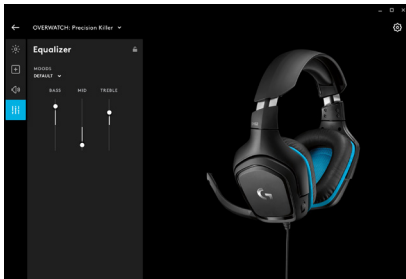 OVERWATCH: Precision Killer
Equalizer
MOODS
DEFAULT
BASS MID TREBLE